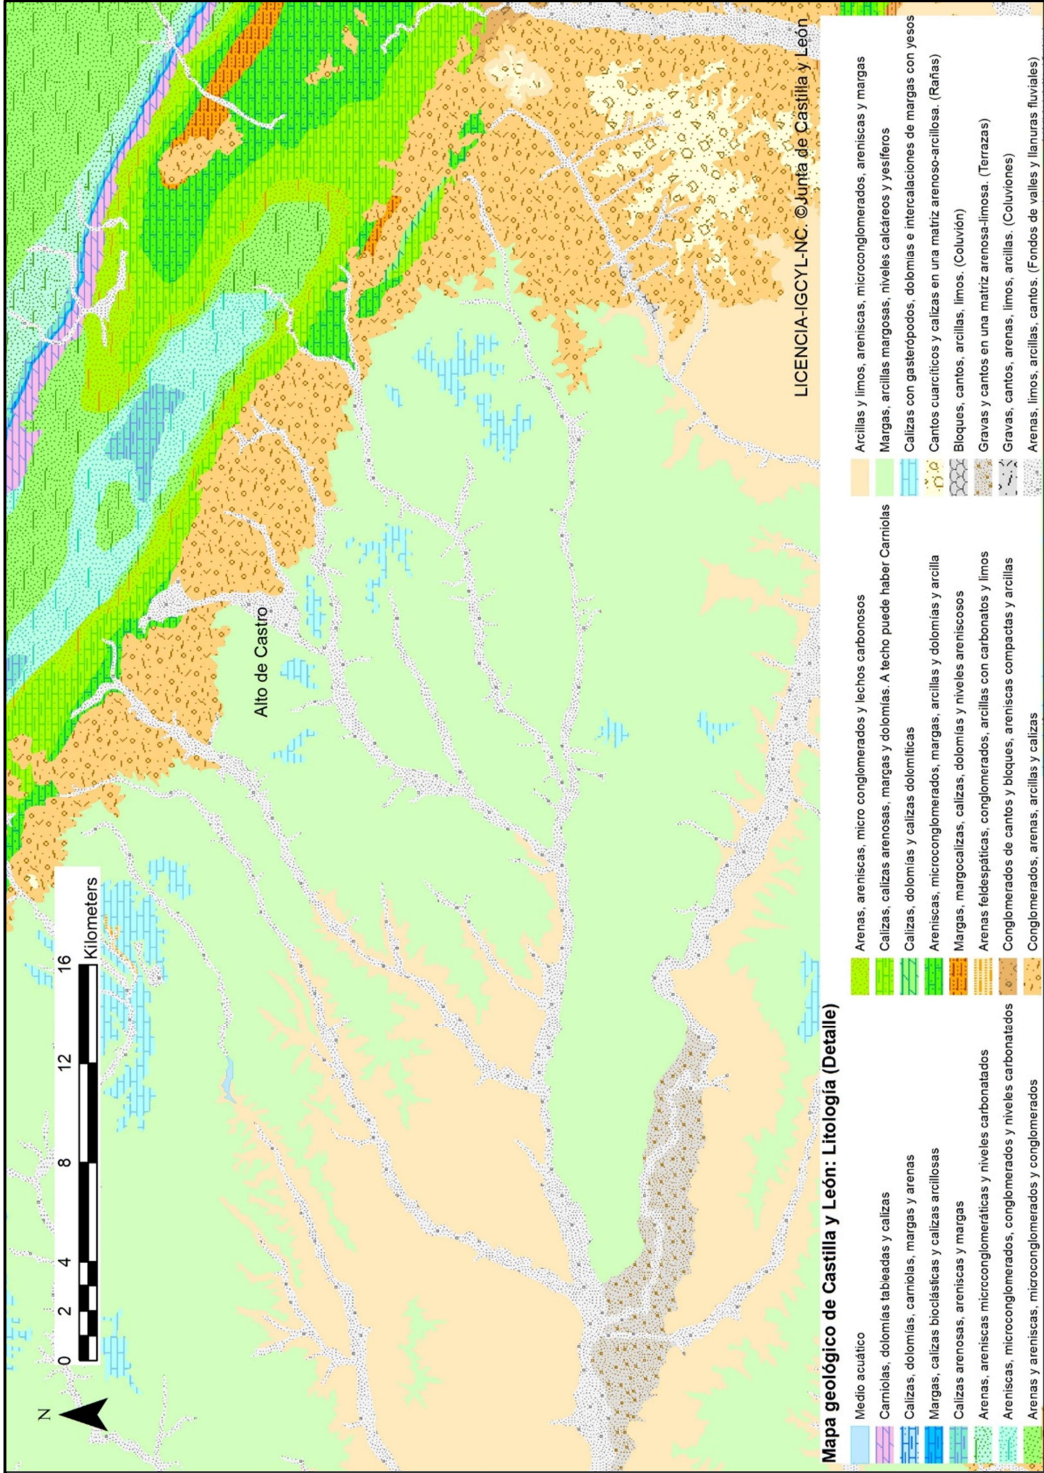 N
0 2 4 8 12 16
Kilometers
Alto de Castro
LICENCIA-IGCYL-NC. ©Junta de Castilla y León
Mapa geológico de Castilla y León: Litología (Detalle)
Medio acuático
Carniolas, dolomías tableadas y calizas
Calizas, dolomías, carniolas, margas y arenas
Margas, calizas bioclásticas y calizas arcillosas
Calizas arenosas, areniscas y margas
Arenas, areniscas micrcconglomeráticas y niveles carbonatados
Areniscas, microconglomerados, conglomerados y niveles carbonatados
Arenas y areniscas, microconglomerados y conglomerados
Arenas, areniscas, micro conglomerados y lechos carbonosos
Calizas, calizas arenosas, margas y dolomías. A techo puede haber Carniolas
Calizas, dolomías y calizas dolomíticas
Areniscas, microconglomerados, margas, arcillas y dolomías y arcilla
Margas, margocalizas, calizas, dolomías y niveles areniscosos
Arenas feldespáticas, conglomerados, arcillas con carbonatos y limos
Conglomerados de cantos y bloques, areniscas compactas y arcillas
Conglomerados, arenas, arcillas y calizas
Arcillas y limos, areniscas, microconglomerados, areniscas y margas
Margas, arcillas margosas, niveles calcáreos y yesíferos
Calizas con gasterópodos, dolomías e intercalaciones de margas con yesos
Cantos cuarcíticos y calizas en una matriz arenoso-arcillosa. (Rañas)
Bloques, cantos, arcillas, limos. (Coluvión)
Gravas y cantos en una matriz arenosa-limosa. (Terrazas)
Gravas, cantos, arenas, limos, arcillas. (Coluviones)
Arenas, limos, arcillas, cantos. (Fondos de valles y llanuras fluviales)